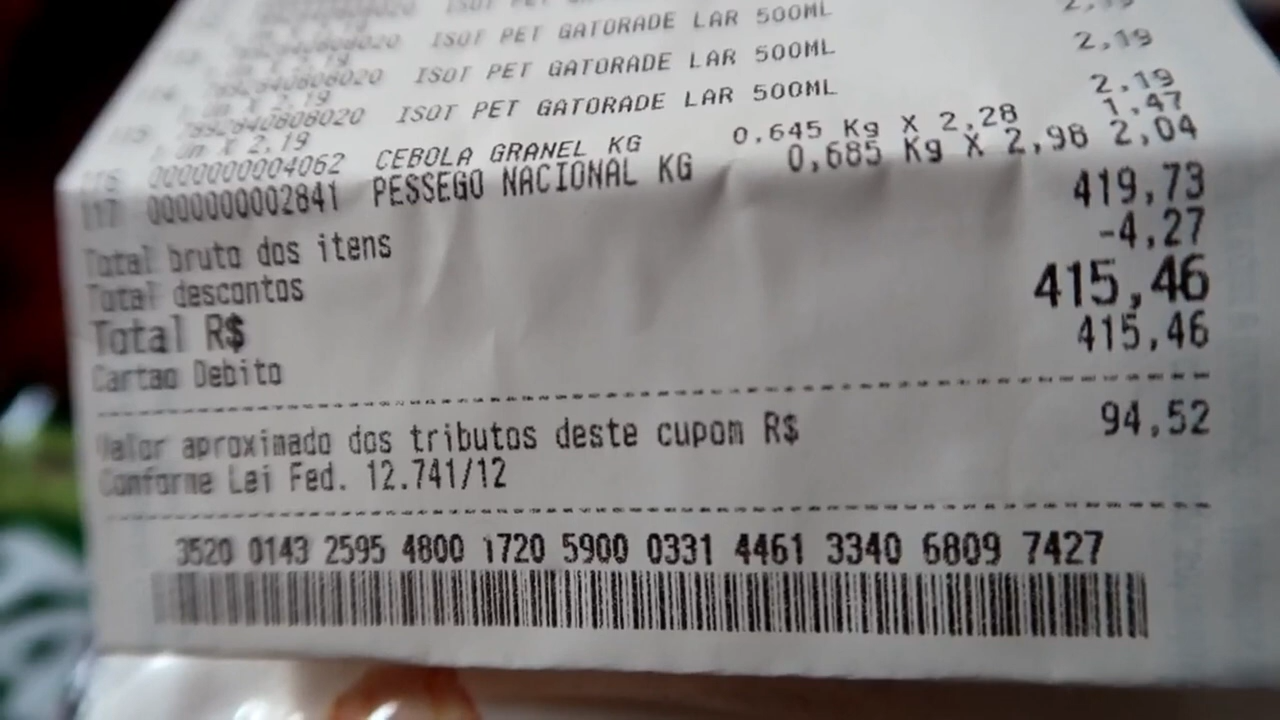 ISOT PET GATORADE LAR 500ML
2,19
ISOT PET GATORADE LAR 500ML 2,19
7892840808020 ISOT PET GATORADE LAR 500ML 2,19
un X 2,19
116 0000000004062 CEBOLA GRANEL KG 0,645 Kg X 2,28 1,47
117 0000000002841 PESSEGO NACIONAL KG 0,685 Kg X 2,98 2,04
Total bruto dos itens 419,73
Total descontos -4,27
Total R$ 415,46
Cartao Debito 415,46
Valor aproximado dos tributos deste cupom R$ 94,52
Conforme Lei Fed. 12.741/12
3520 0143 2595 4800 1720 5900 0331 4461 3340 6809 7427